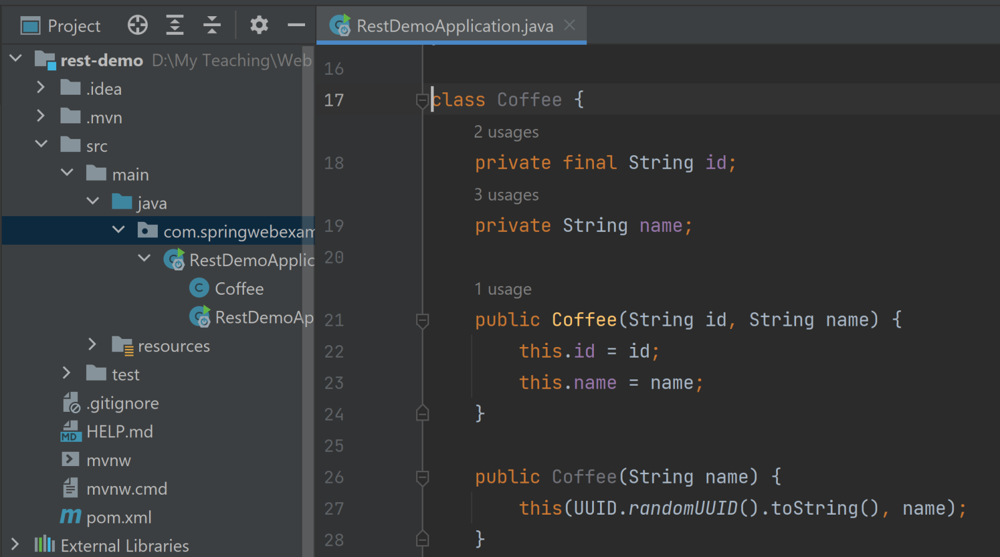 Project
rest-demo D:\My Teaching\Web
.idea
.mvn
src
main
java
com.springwebexam
RestDemoApplic
Coffee
RestDemoAp
resources
test
.gitignore
HELP.md
mvnw
mvnw.cmd
pom.xml
External Libraries
RestDemoApplication.java
16
17 class Coffee {
2 usages
18 private final String id;
3 usages
19 private String name;
20
1 usage
21 public Coffee(String id, String name) {
22 this.id = id;
23 this.name = name;
24 }
25
26 public Coffee(String name) {
27 this(UUID.randomUUID().toString(), name);
28 }